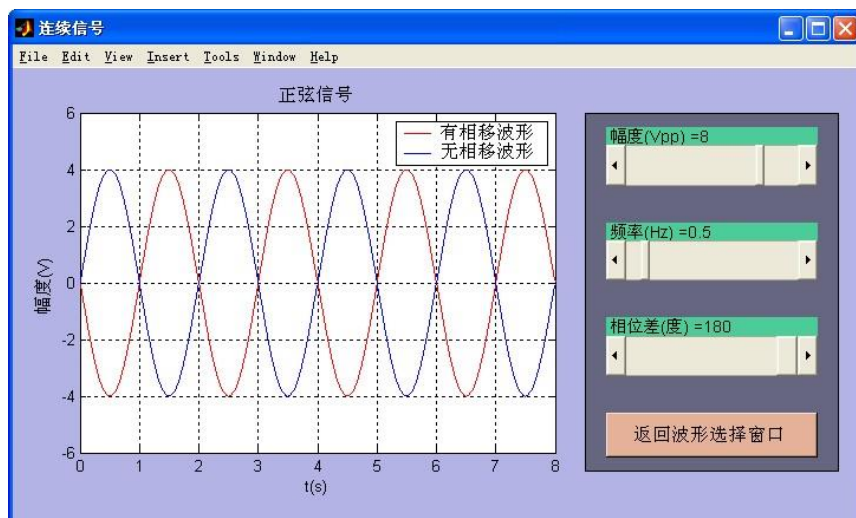 连续信号
File Edit View Insert Tools Window Help
正弦信号
有相移波形
无相移波形
幅度(V)
6
4
2
0
-2
-4
-6
0 1 2 3 4 5 6 7 8
t(s)
幅度(Vpp) =8
频率(Hz) =0.5
相位差(度) =180
返回波形选择窗口